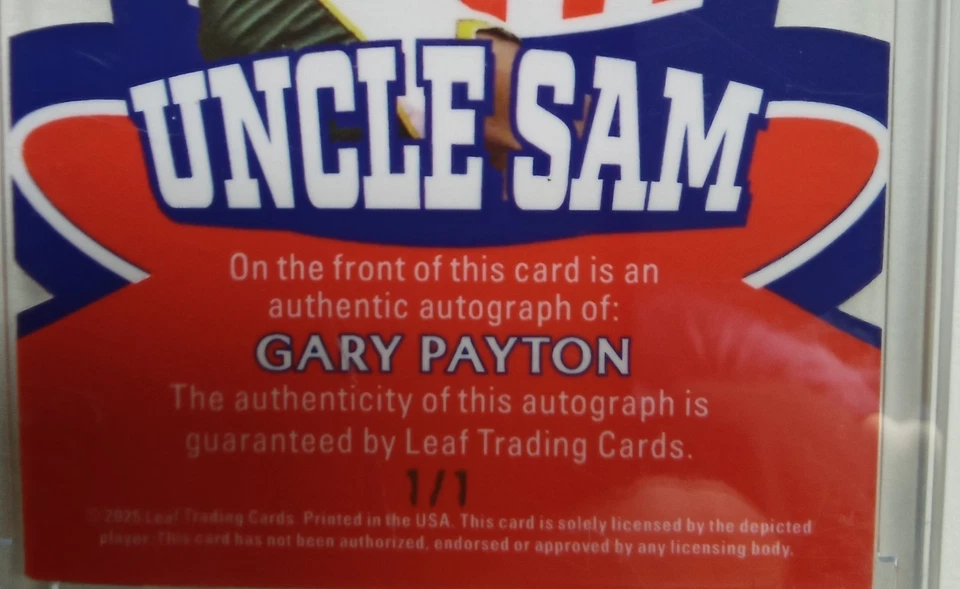 UNCLE SAM
On the front of this card is an
authentic autograph of:
GARY PAYTON
The authenticity of this autograph is
guaranteed by Leaf Trading Cards.
1/1
©2025 Leaf Trading Cards. Printed in the USA. This card is solely licensed by the depicted
player. This card has not been authorized, endorsed or approved by any licensing body.